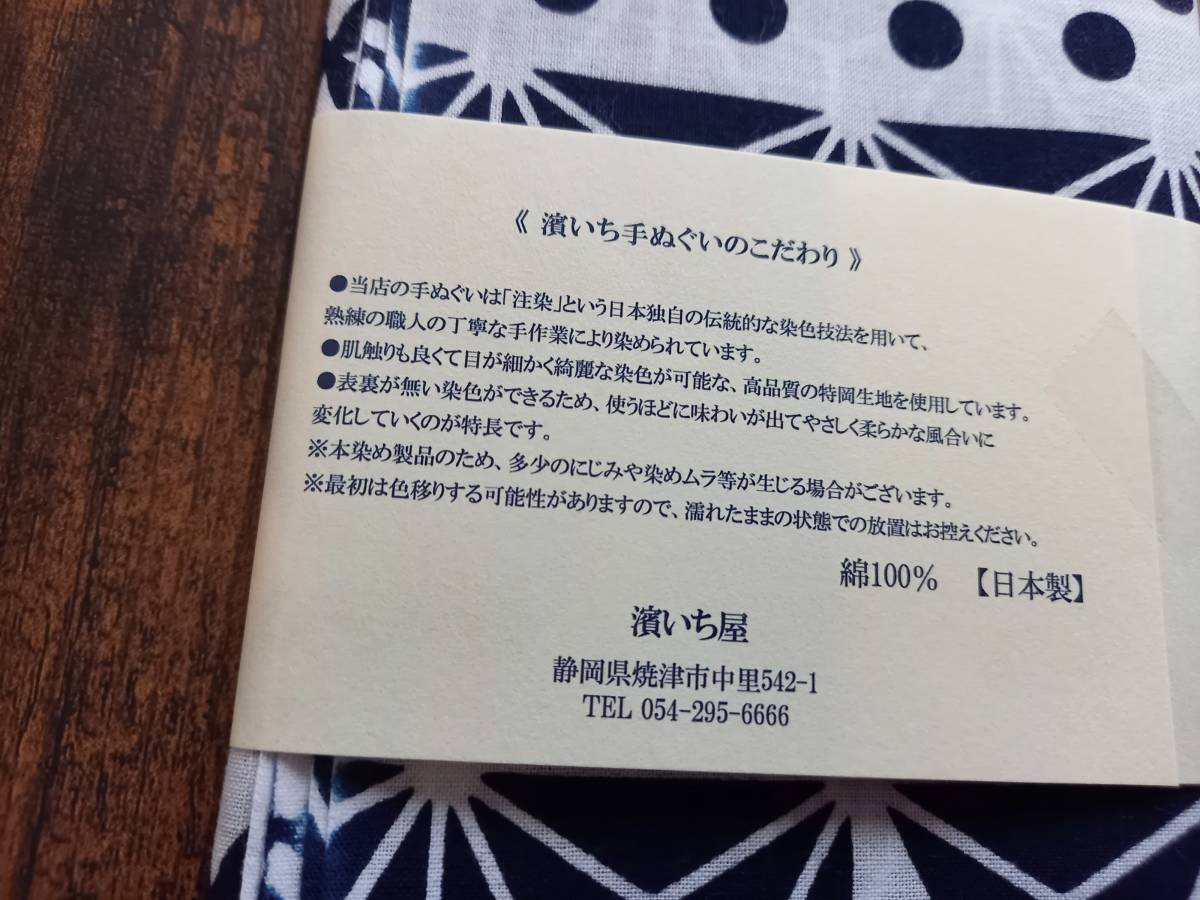 《 濱いち手ぬぐいのこだわり 》
●当店の手ぬぐいは「注染」という日本独自の伝統的な染色技法を用いて、
熟練の職人の丁寧な手作業により染められています。
●肌触りも良くて目が細かく綺麗な染色が可能な、高品質の特岡生地を使用しています。
●表裏が無い染色ができるため、使うほどに味わいが出てやさしく柔らかな風合いに
変化していくのが特長です。
※本染め製品のため、多少のにじみや染めムラ等が生じる場合がございます。
※最初は色移りする可能性がありますので、濡れたままの状態での放置はお控えください。
綿100% 【日本製】
濱いち屋
静岡県焼津市中里542-1
TEL 054-295-6666